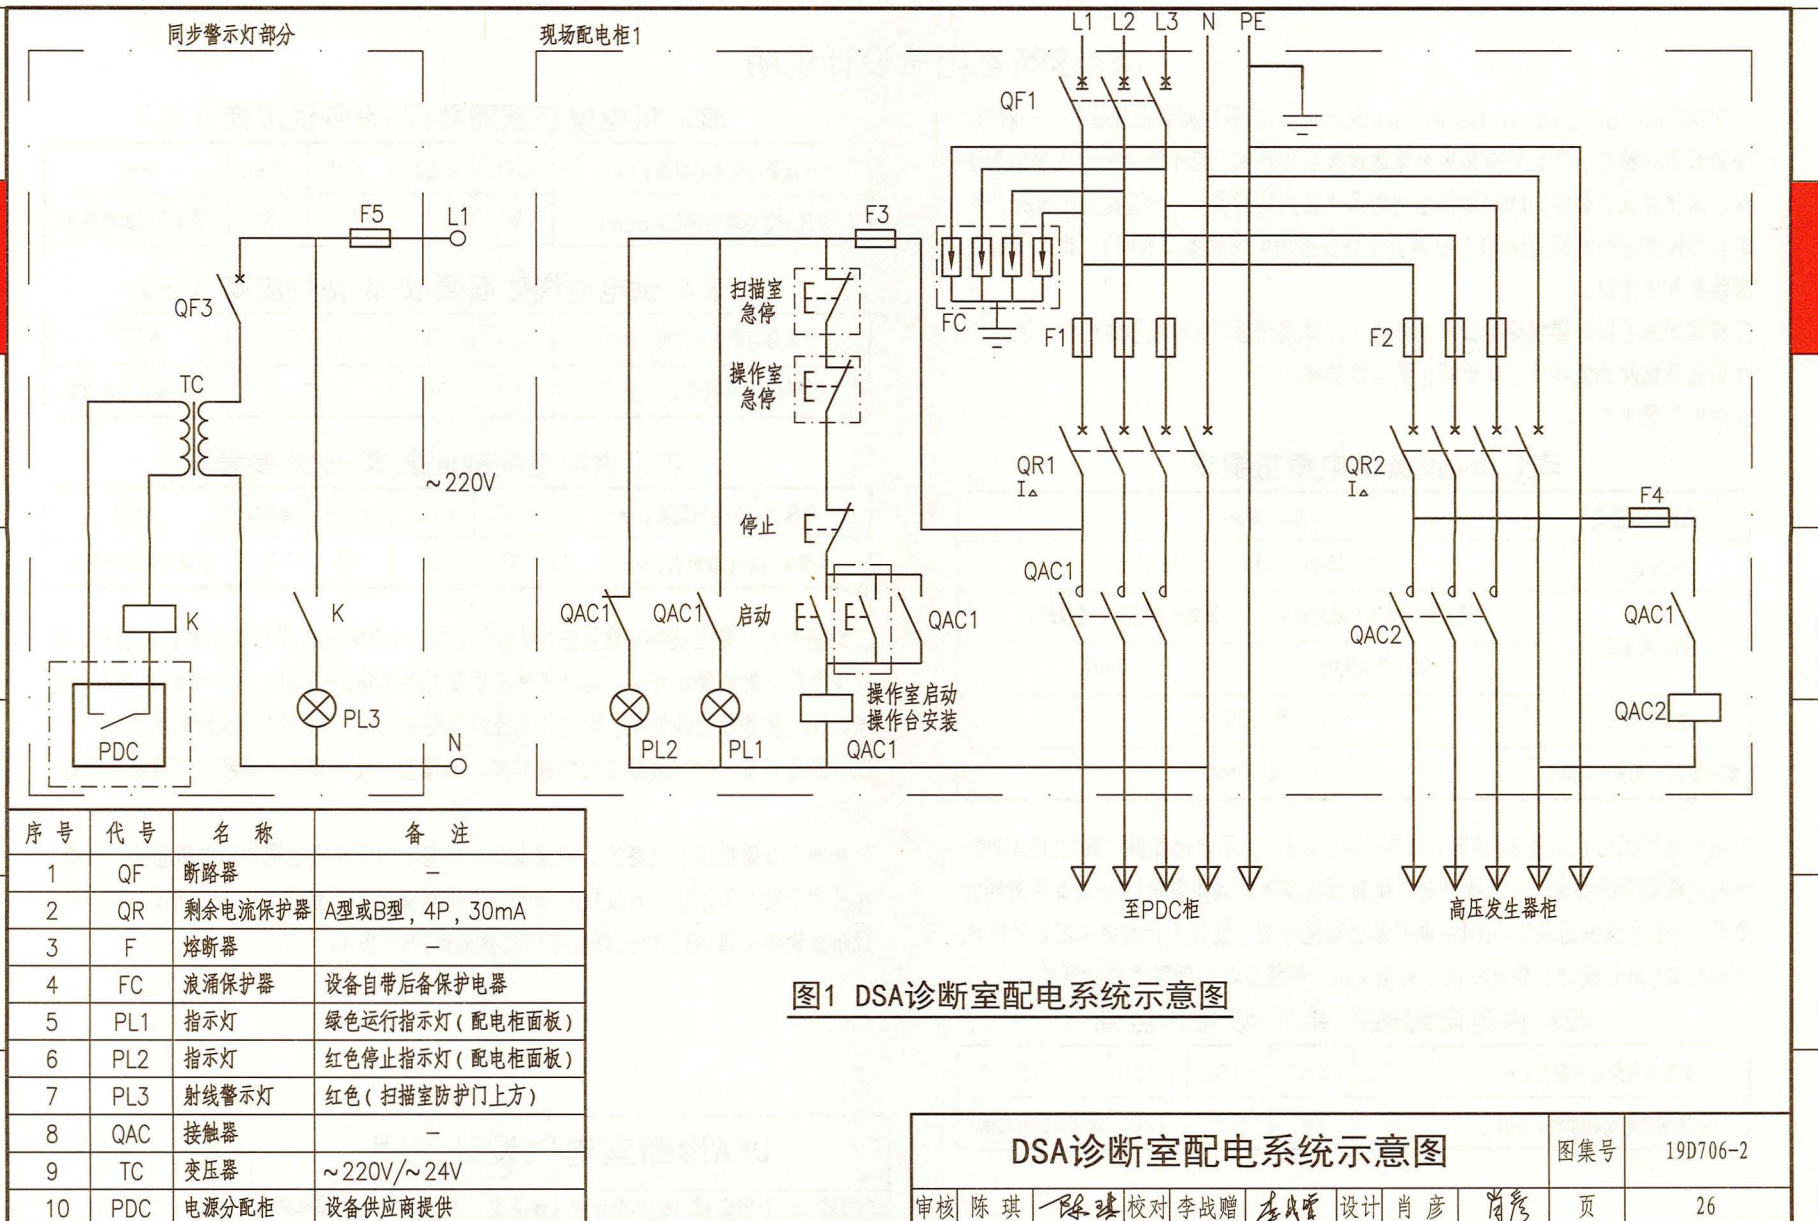 同步警示灯部分
现场配电柜1
L1 L2 L3 N PE
QF1
F5
L1
F3
QF3
扫描室
急停
FC
F1
F2
TC
操作室
急停
~220V
QR1
I△
QR2
I△
停止
F4
QAC1
K
K
QAC1
QAC1
启动
QAC1
QAC2
QAC1
操作室启动
操作台安装
QAC2
PL3
PDC
N
PL2
PL1
QAC1
至PDC柜
高压发生器柜
图1 DSA诊断室配电系统示意图
序号 代号 名称 备注
1 QF 断路器 —
2 QR 剩余电流保护器 A型或B型，4P，30mA
3 F 熔断器
4 FC 浪涌保护器 设备自带后备保护电器
5 PL1 指示灯 绿色运行指示灯(配电柜面板)
6 PL2 指示灯 红色停止指示灯(配电柜面板)
7 PL3 射线警示灯 红色(扫描室防护门上方)
8 QAC 接触器 —
9 TC 变压器 ~220V/~24V
10 PDC 电源分配柜 设备供应商提供
DSA诊断室配电系统示意图 图集号 19D706-2
审核 陈琪 陈琪 校对 李战赠 李战赠 设计 肖彦 肖彦 页 26